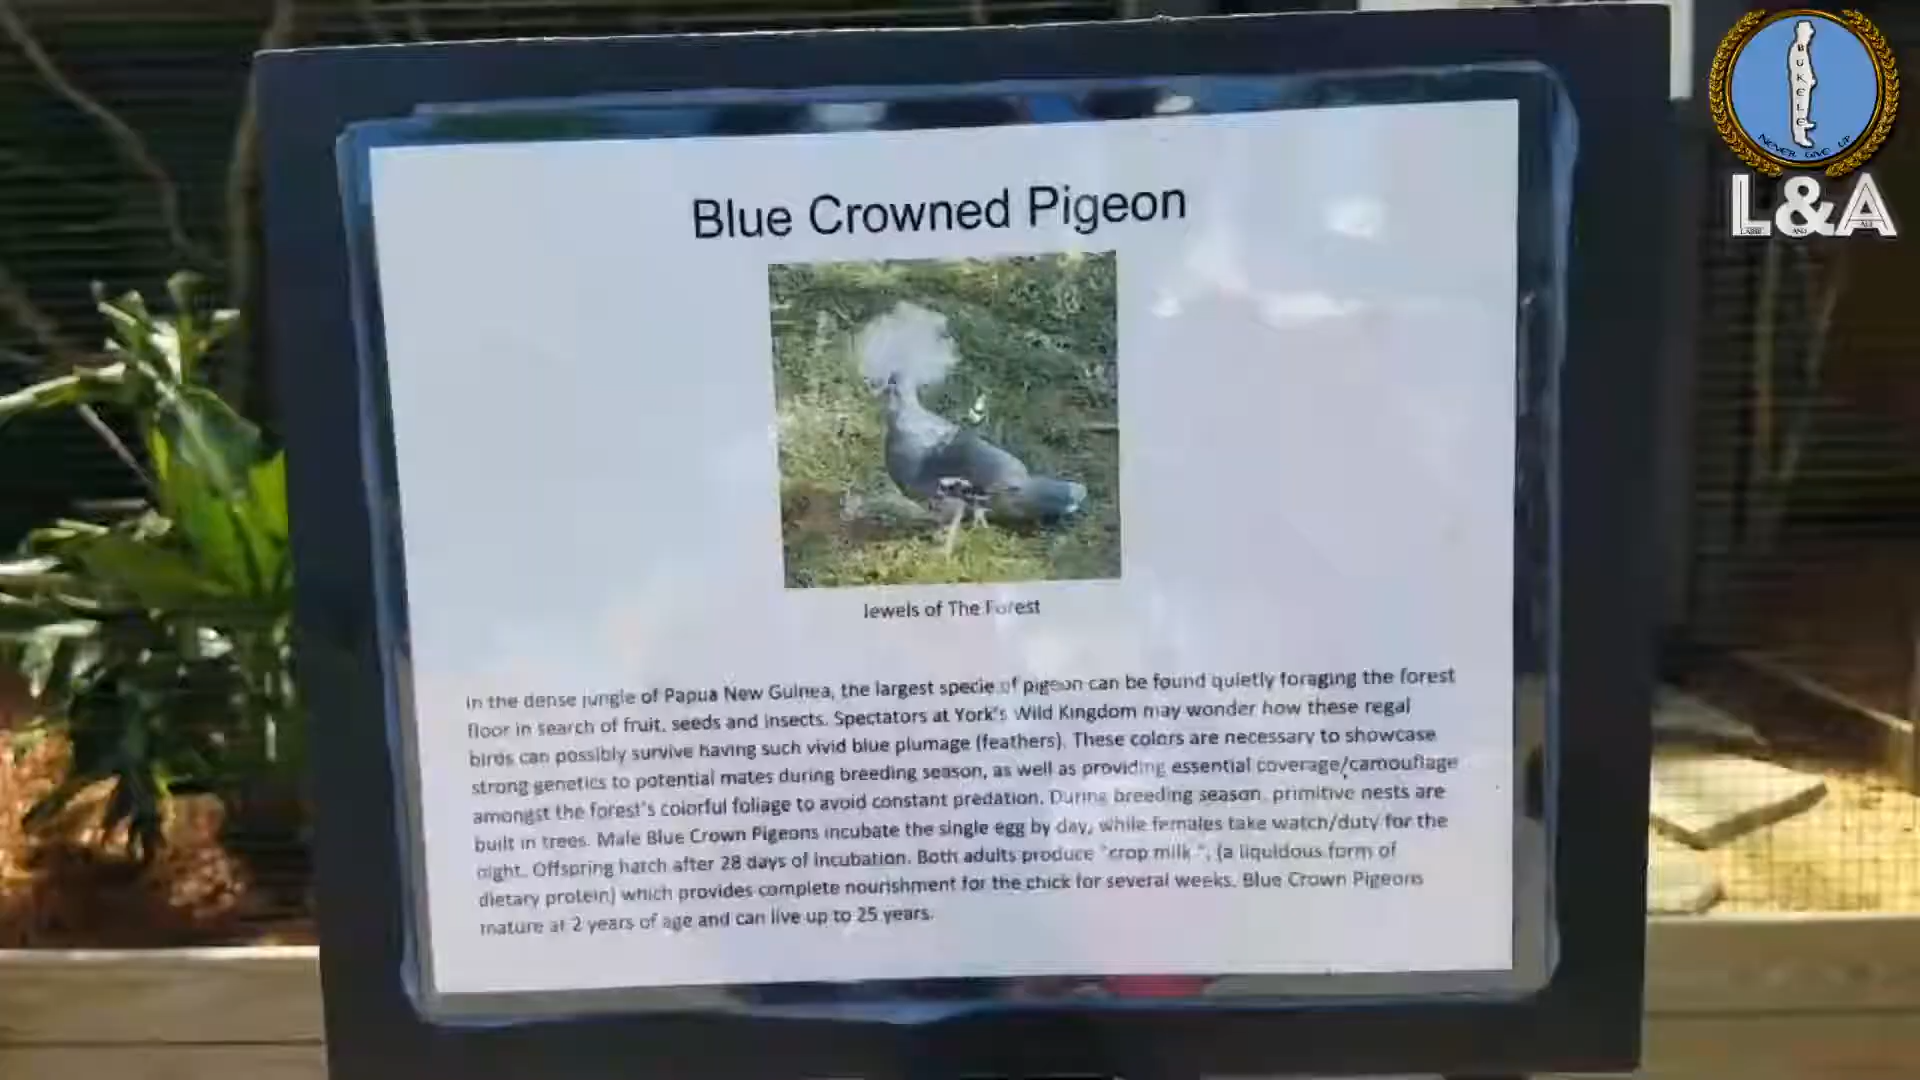 Blue Crowned Pigeon
Jewels of The Forest
In the dense jungle of Papua New Guinea, the largest specie of pigeon can be found quietly foraging the forest
floor in search of fruit, seeds and insects. Spectators at York's Wild Kingdom may wonder how these regal
birds can possibly survive having such vivid blue plumage (feathers). These colors are necessary to showcase
strong genetics to potential mates during breeding season, as well as providing essential coverage/camouflage
amongst the forest's colorful foliage to avoid constant predation. During breeding season, primitive nests are
built in trees. Male Blue Crown Pigeons incubate the single egg by day, while females take watch/duty for the
night. Offspring hatch after 28 days of incubation. Both adults produce "crop milk ", (a liquidous form of
dietary protein) which provides complete nourishment for the chick for several weeks. Blue Crown Pigeons
mature at 2 years of age and can live up to 25 years.
BUKELE
NEVER GIVE UP
L&A